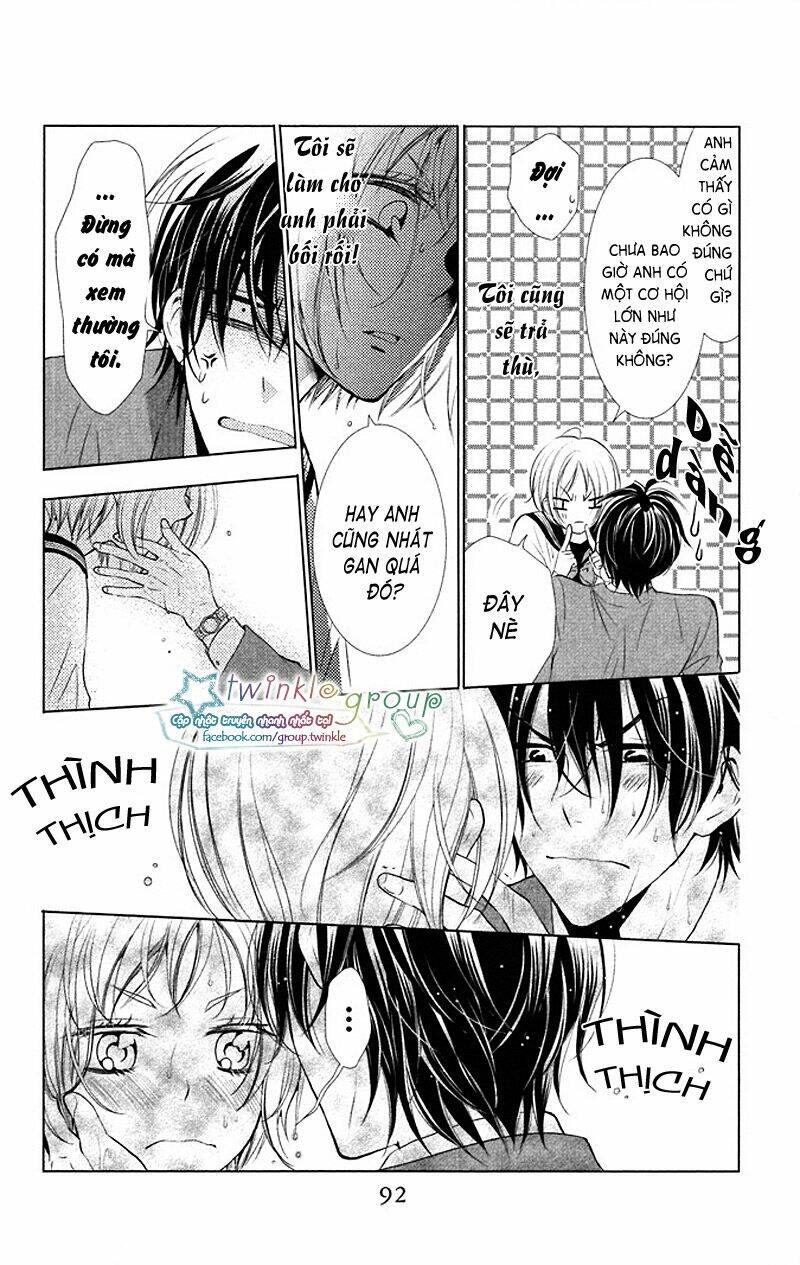 ANH
CẢM
THẤY
CÓ GÌ
KHÔNG
ĐÚNG
CHỨ
GÌ?
CHƯA BAO
GIỜ ANH CÓ
MỘT CƠ HỘI
LỚN NHƯ
NÀY ĐÚNG
KHÔNG?
Đợi
...
Tôi cũng
sẽ trả
thù,
ĐÂY
NÈ
Tôi sẽ
làm cho
anh phải
bối rối!
...
Đừng
có mà
xem
thường
tôi.
HAY ANH
CŨNG NHÁT
GAN QUÁ
ĐÓ?
twinkle group
Cập nhật truyện nhanh nhất tại
facebook.com/group.twinkle
THÌNH
THỊCH
...
THÌNH
THỊCH
92